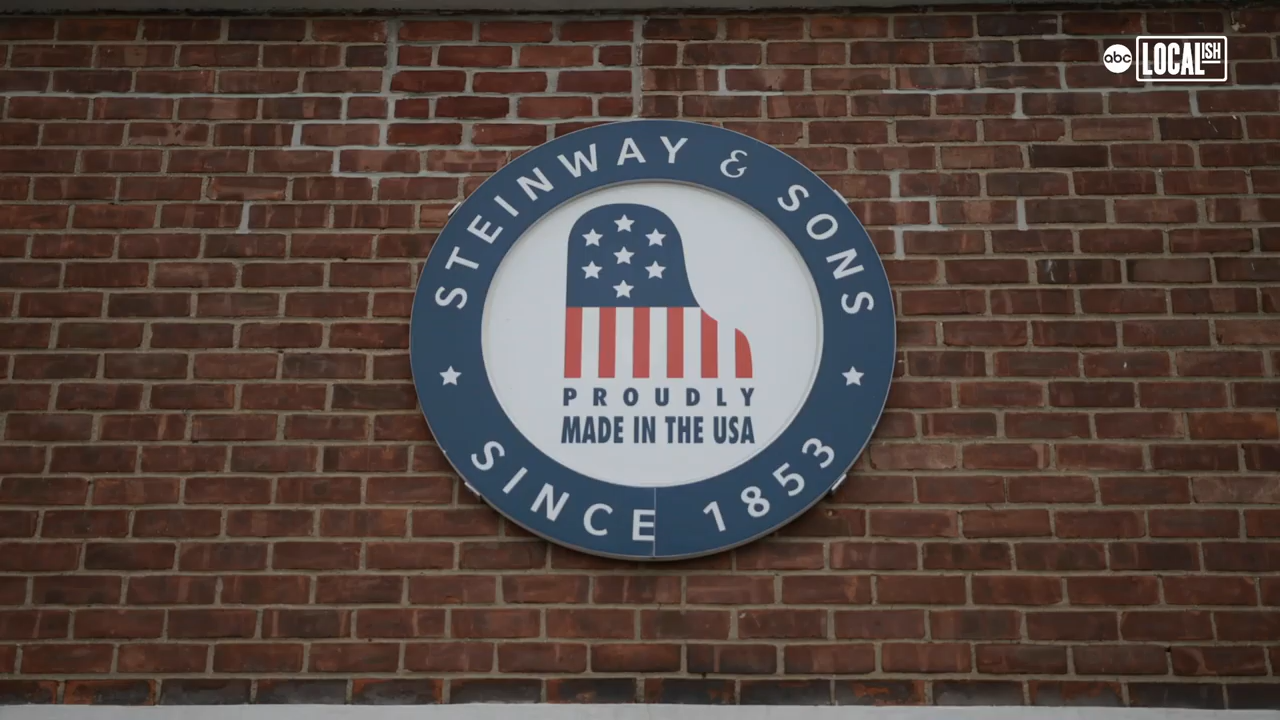 abc LOCALISH
STEINWAY & SONS
PROUDLY
MADE IN THE USA
SINCE 1853